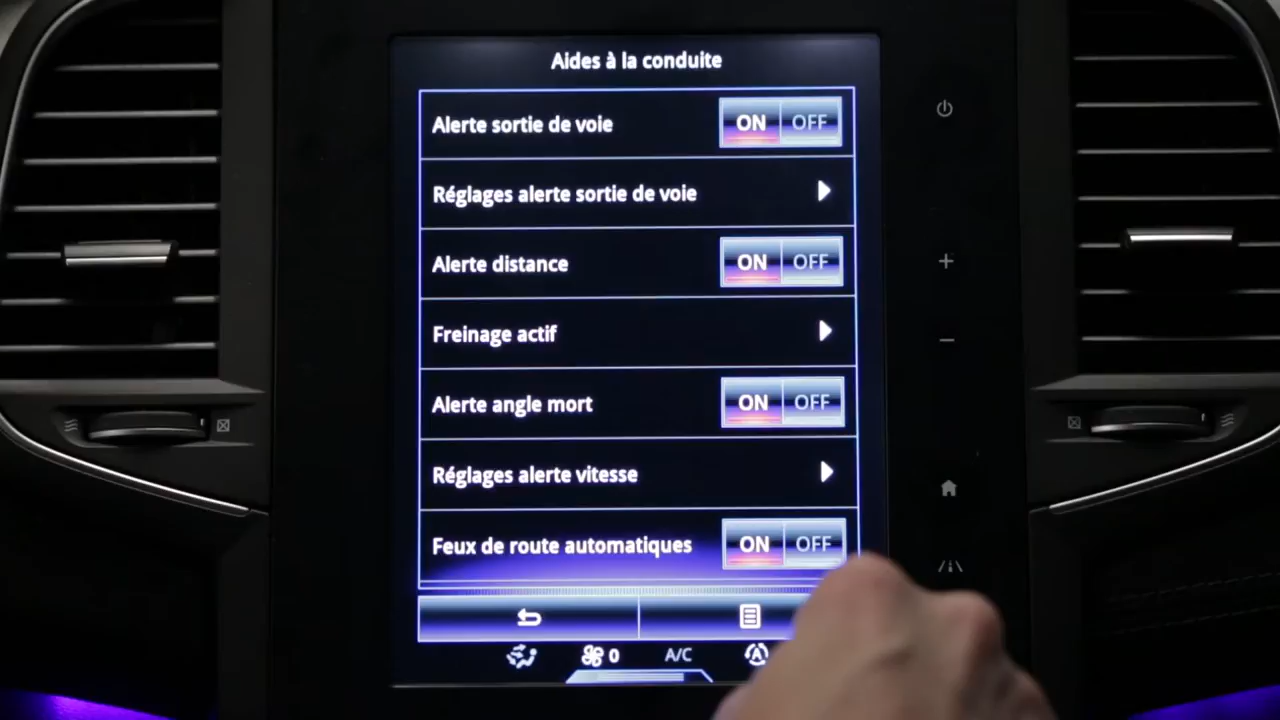 Aides à la conduite
Alerte sortie de voie ON OFF
Réglages alerte sortie de voie
Alerte distance ON OFF
Freinage actif
Alerte angle mort ON OFF
Réglages alerte vitesse
Feux de route automatiques ON OFF
0 A/C A